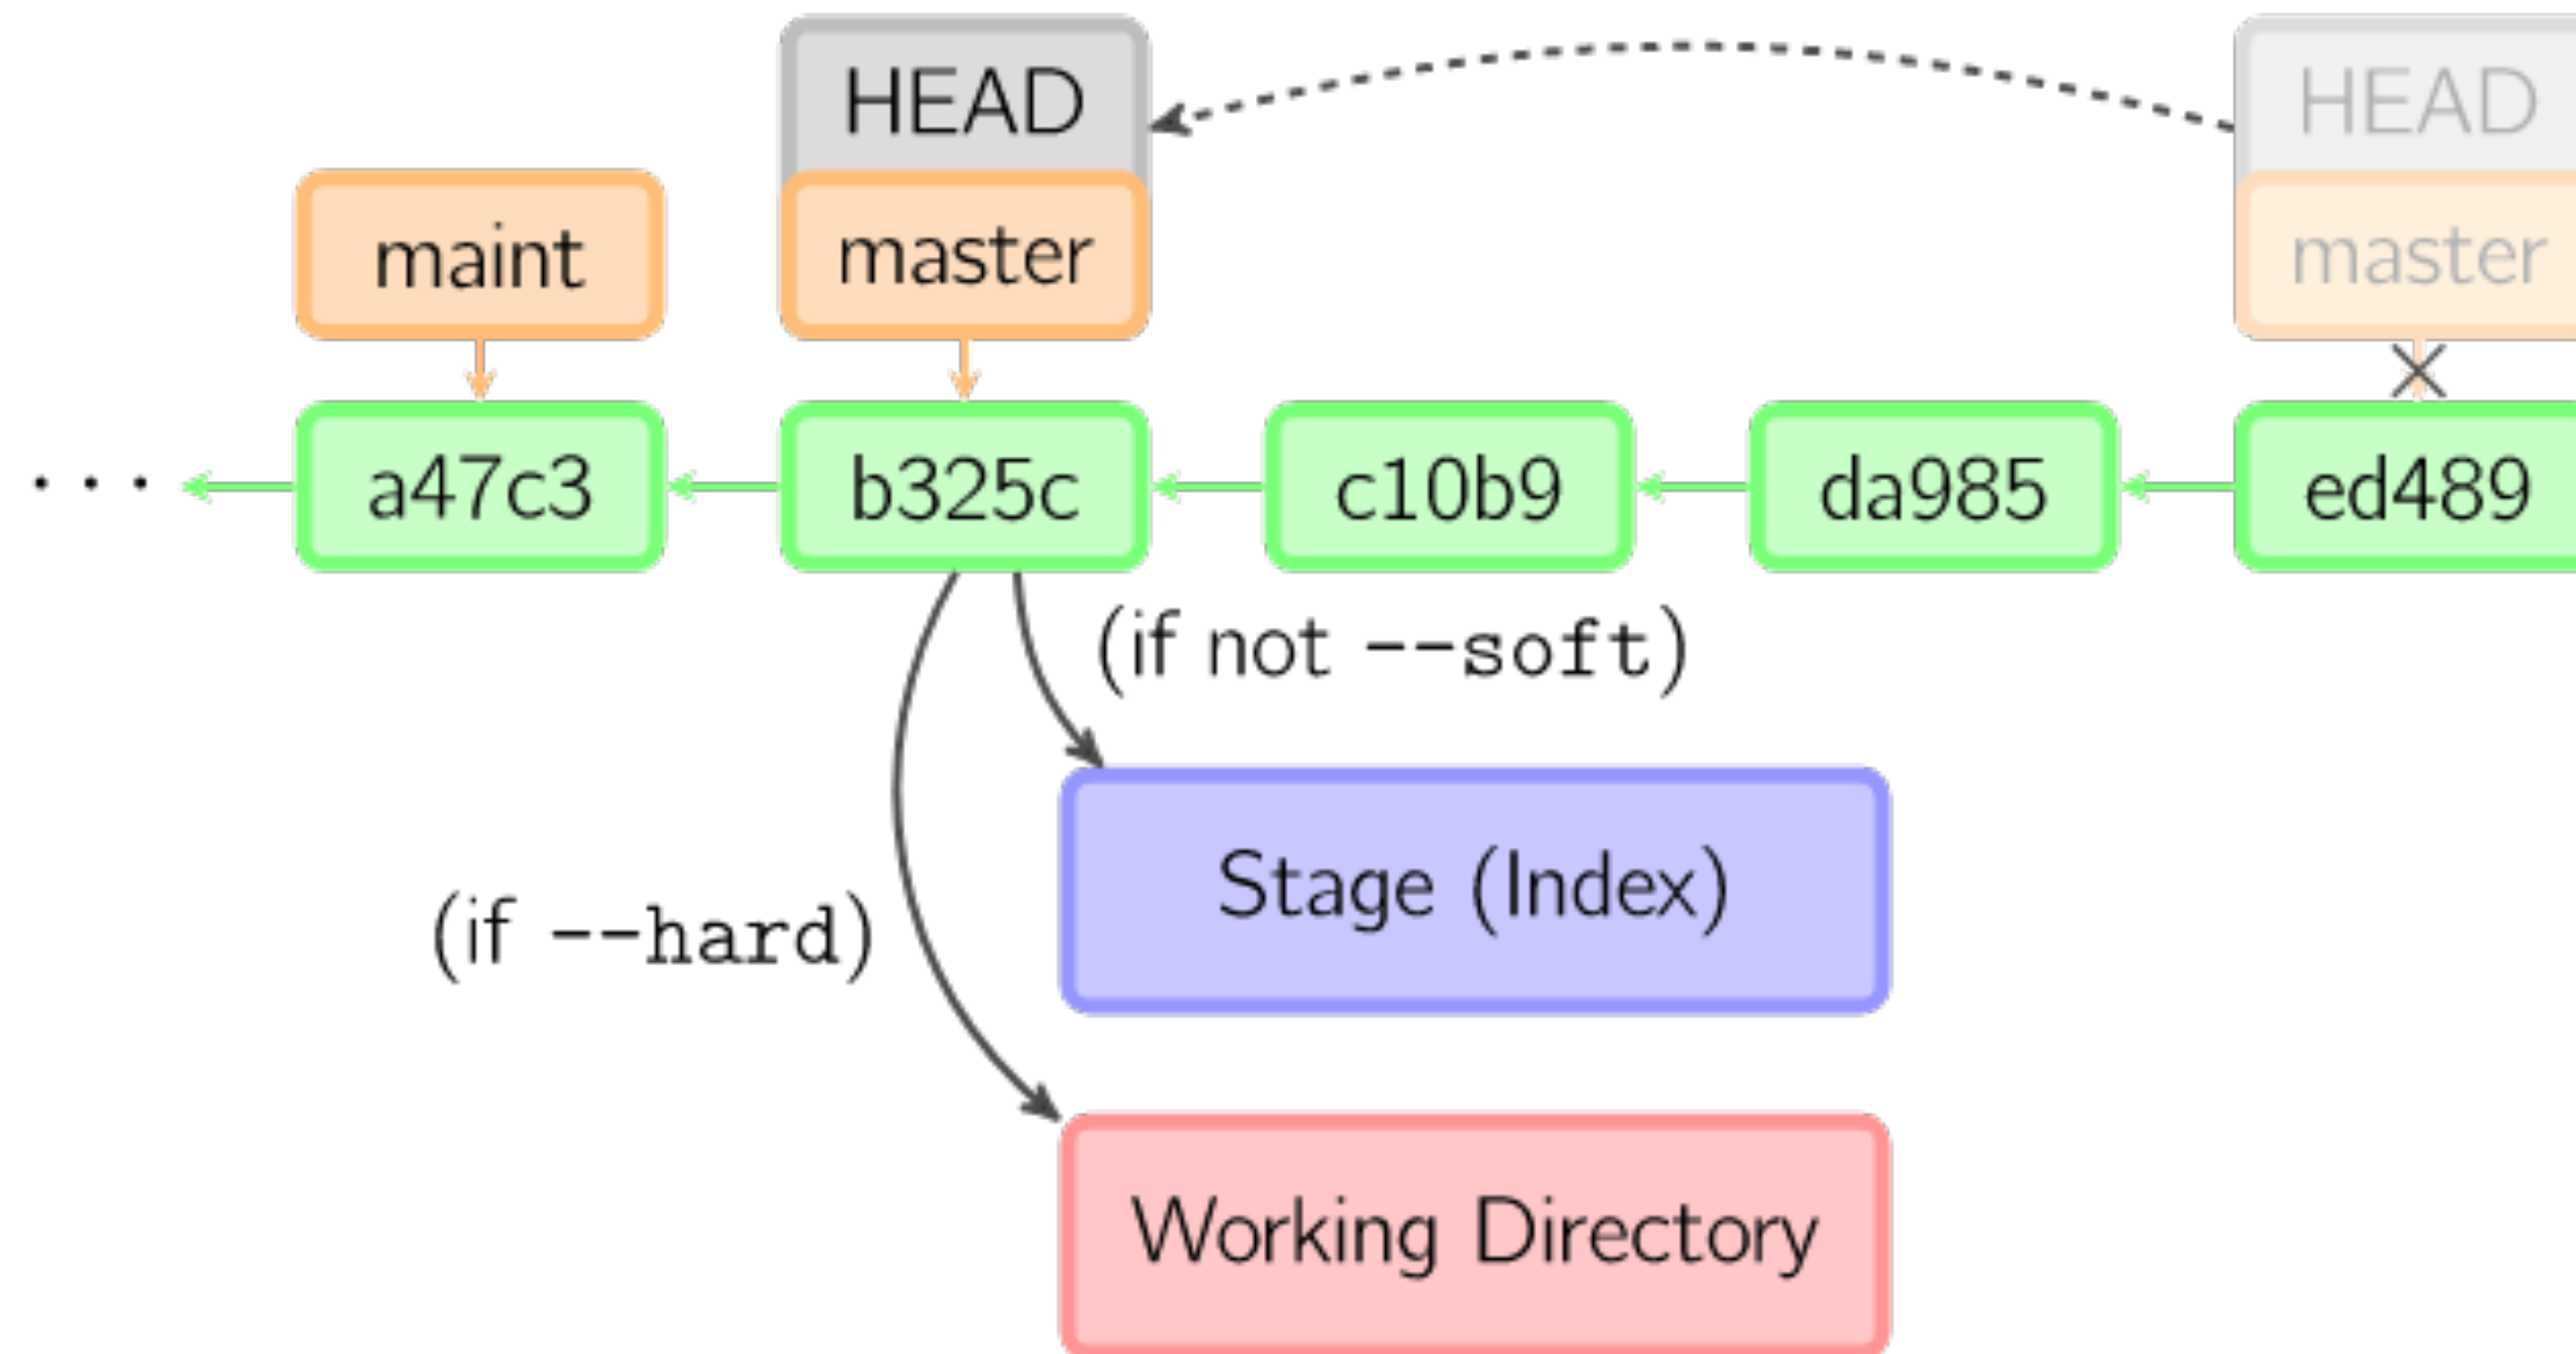 HEAD
HEAD
maint
master
master
...
a47c3
b325c
c10b9
da985
ed489
(if not --soft)
Stage (Index)
(if --hard)
Working Directory